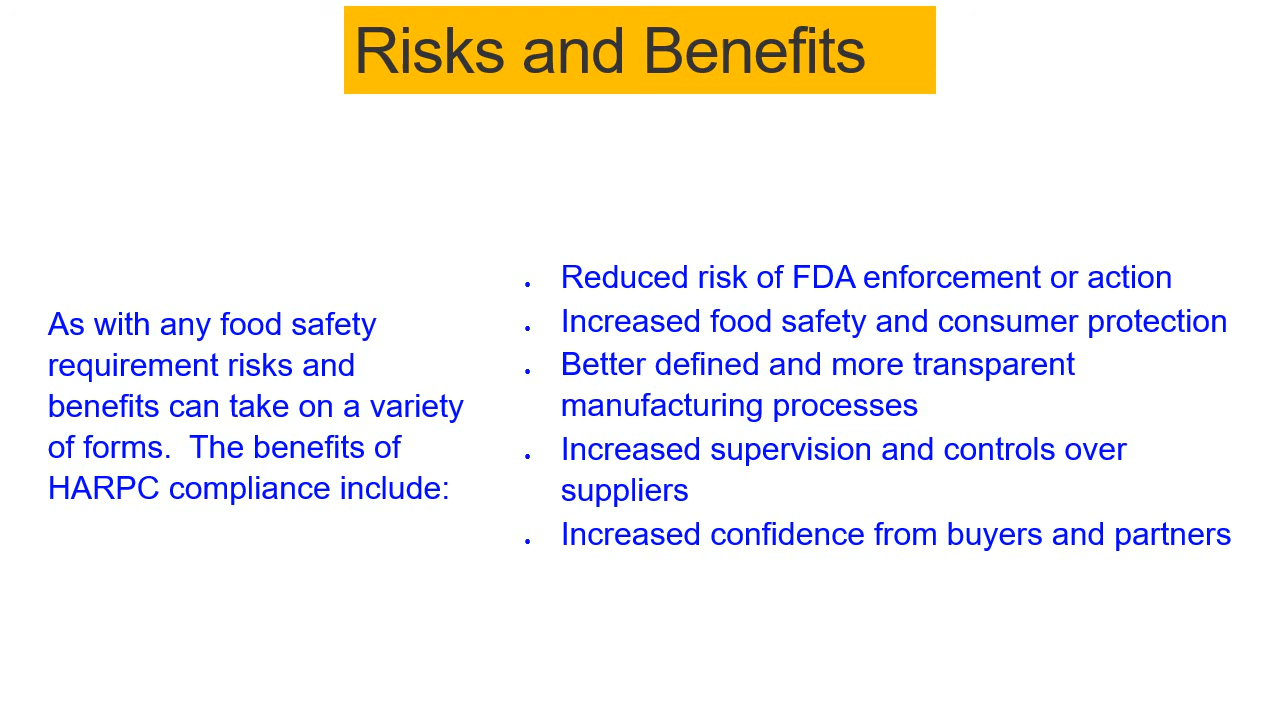 Risks and Benefits
As with any food safety
requirement risks and
benefits can take on a variety
of forms.  The benefits of
HARPC compliance include:
• Reduced risk of FDA enforcement or action
• Increased food safety and consumer protection
• Better defined and more transparent
manufacturing processes
• Increased supervision and controls over
suppliers
• Increased confidence from buyers and partners